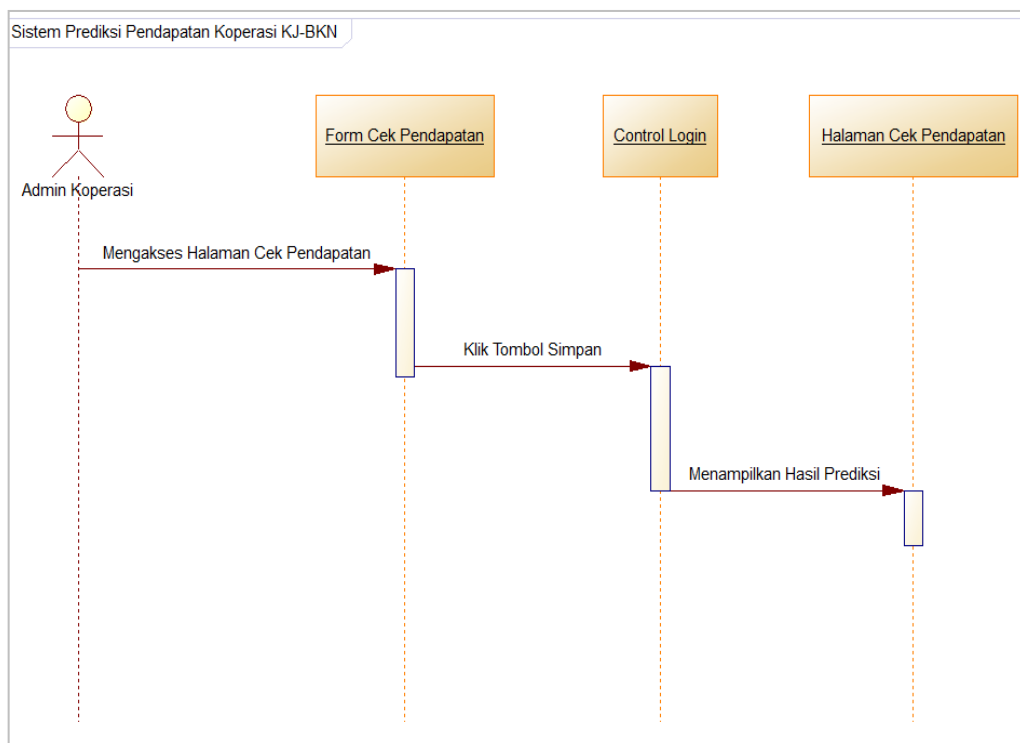 Sistem Prediksi Pendapatan Koperasi KJ-BKN
Form Cek Pendapatan
Control Login
Halaman Cek Pendapatan
Admin Koperasi
Mengakses Halaman Cek Pendapatan
Klik Tombol Simpan
Menampilkan Hasil Prediksi